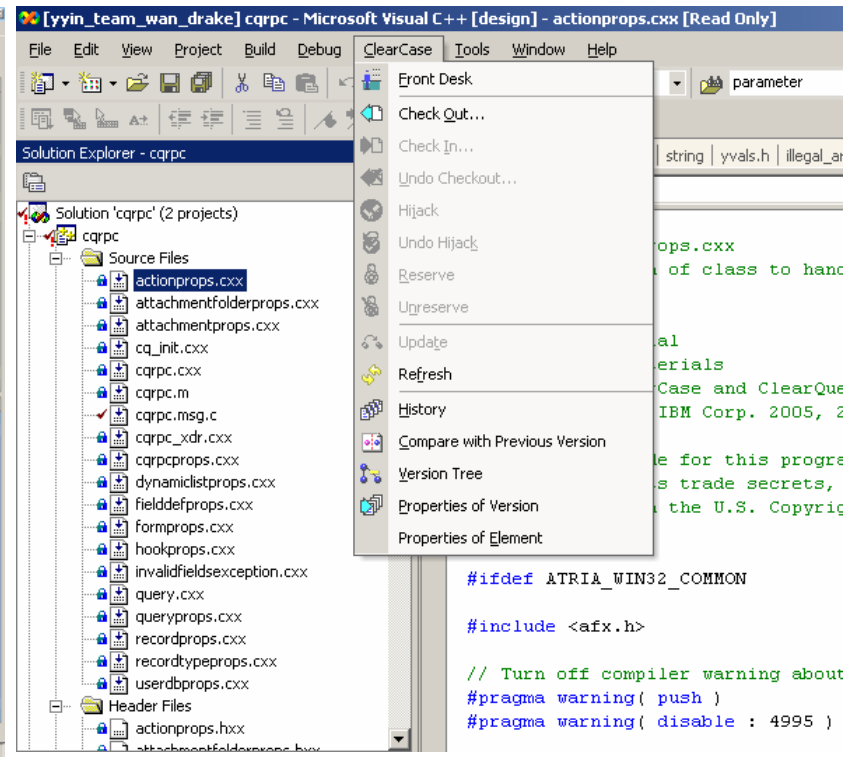 [yyin_team_wan_drake] cqrpc - Microsoft Visual C++ [design] - actionprops.cxx [Read Only]
File Edit View Project Build Debug ClearCase Tools Window Help
parameter
Front Desk
Check Out...
Check In...
Undo Checkout...
Hijack
Undo Hijack
Reserve
Unreserve
Update
Refresh
History
Compare with Previous Version
Version Tree
Properties of Version
Properties of Element
Solution Explorer - cqrpc
Solution 'cqrpc' (2 projects)
cqrpc
Source Files
actionprops.cxx
attachmentfolderprops.cxx
attachmentprops.cxx
cq_init.cxx
cqrpc.cxx
cqrpc.m
cqrpc.msg.c
cqrpc_xdr.cxx
cqrpcprops.cxx
dynamiclistprops.cxx
fielddefprops.cxx
formprops.cxx
hookprops.cxx
invalidfieldsexception.cxx
query.cxx
queryprops.cxx
recordprops.cxx
recordtypeprops.cxx
userdbprops.cxx
Header Files
actionprops.hxx
attachmentfolderprops.hxx
string yvals.h illegal_ar
ops.cxx
of class to hand
al
erials
Case and ClearQue
IBM Corp. 2005, 2
e for this progra
s trade secrets,
the U.S. Copyrig
#ifdef ATRIA_WIN32_COMMON
#include <afx.h>
// Turn off compiler warning about
#pragma warning( push )
#pragma warning( disable : 4995 )